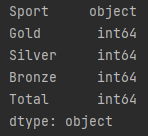 Sport     object
Gold       int64
Silver     int64
Bronze     int64
Total      int64
dtype: object